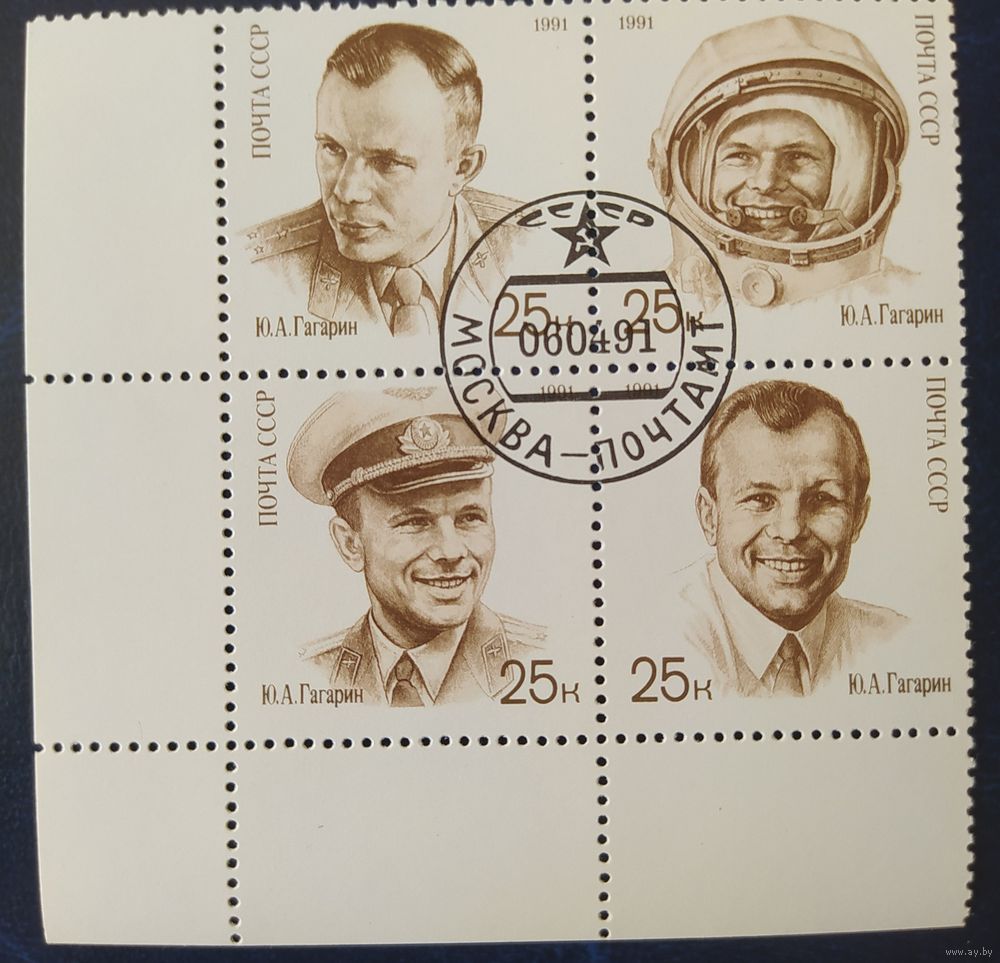 ПОЧТА СССР
1991
1991
ПОЧТА СССР
Ю.А.Гагарин
25к
25к
Ю.А.Гагарин
СССР
060491
МОСКВА—ПОЧТАМТ
ПОЧТА СССР
1991
1991
ПОЧТА СССР
Ю.А.Гагарин
25к
25к
Ю.А.Гагарин
www.ay.by